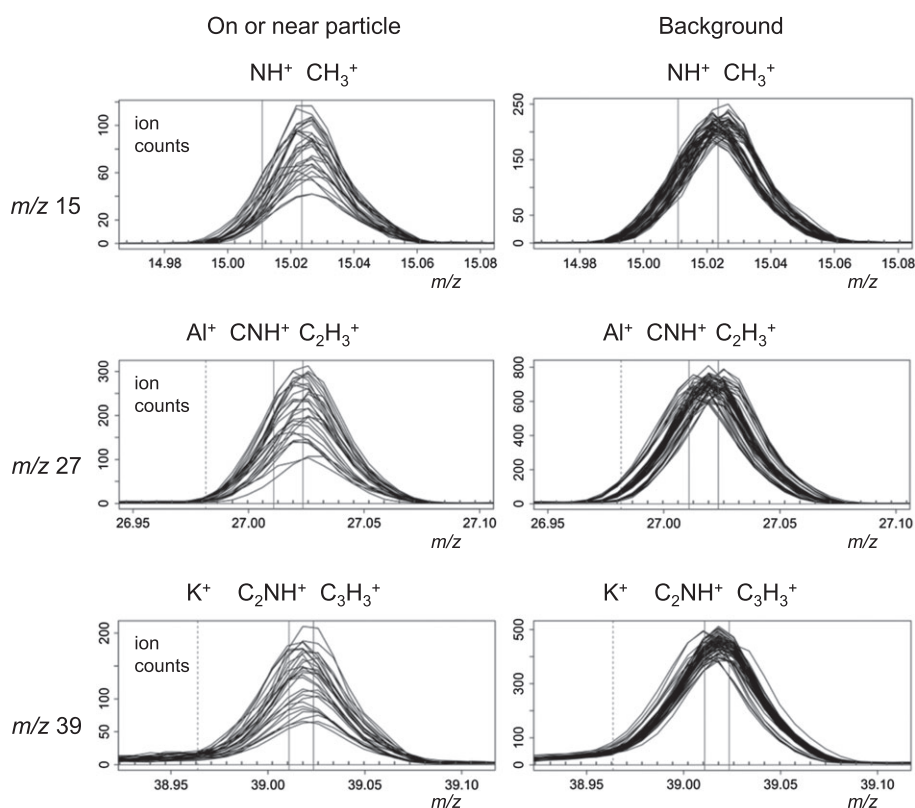 On or near particle Background
NH⁺ CH₃⁺ NH⁺ CH₃⁺
m/z 15
ion
counts
100
60
20
0
14.98 15.00 15.02 15.04 15.06 15.08
m/z
250
150
50
0
14.98 15.00 15.02 15.04 15.06 15.08
m/z
Al⁺ CNH⁺ C₂H₃⁺ Al⁺ CNH⁺ C₂H₃⁺
m/z 27
ion
counts
300
200
100
0
26.95 27.00 27.05 27.10
m/z
800
600
400
200
0
26.95 27.00 27.05 27.10
m/z
K⁺ C₂NH⁺ C₃H₃⁺ K⁺ C₂NH⁺ C₃H₃⁺
m/z 39
ion
counts
200
100
50
0
38.95 39.00 39.05 39.10
m/z
500
300
100
0
38.95 39.00 39.05 39.10
m/z